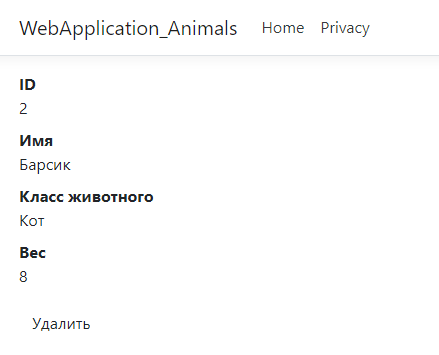 WebApplication_Animals Home Privacy
ID
2
Имя
Барсик
Класс животного
Кот
Вес
8
Удалить